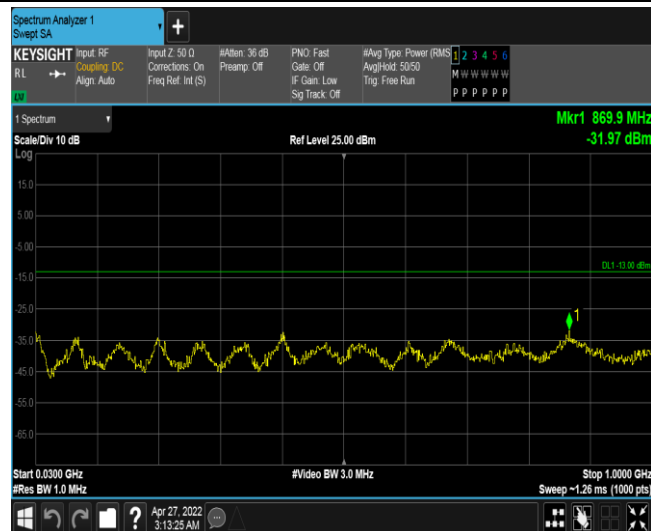 Spectrum Analyzer 1
Swept SA
+
KEYSIGHT Input: RF Input Z: 50 Ω #Atten: 36 dB PNO: Fast #Avg Type: Power (RMS 1 2 3 4 5 6
RL Coupling: DC Corrections: On Preamp: Off Gate: Off Avg|Hold: 50/50 M W W W W W
Align: Auto Freq Ref: Int (S) IF Gain: Low Trig: Free Run
Sig Track: Off P P P P P P
1 Spectrum Mkr1 869.9 MHz
Scale/Div 10 dB Ref Level 25.00 dBm -31.97 dBm
Log
15.0
5.00
-5.00
DL1 -13.00 dBm
-15.0
-25.0
1
-35.0
-45.0
-55.0
-65.0
Start 0.0300 GHz #Video BW 3.0 MHz Stop 1.0000 GHz
#Res BW 1.0 MHz Sweep ~1.26 ms (1000 pts)
? Apr 27, 2022
3:13:25 AM